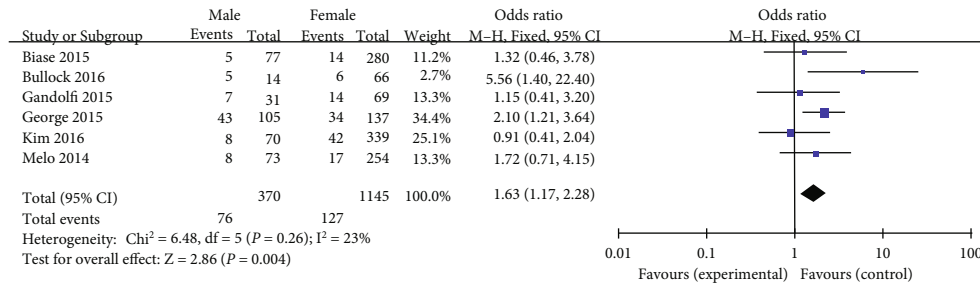 Male Female Odds ratio Odds ratio
Study or Subgroup Events Total Events Total Weight M–H, Fixed, 95% CI M–H, Fixed, 95% CI
Biase 2015 5 77 14 280 11.2% 1.32 (0.46, 3.78)
Bullock 2016 5 14 6 66 2.7% 5.56 (1.40, 22.40)
Gandolfi 2015 7 31 14 69 13.3% 1.15 (0.41, 3.20)
George 2015 43 105 34 137 34.4% 2.10 (1.21, 3.64)
Kim 2016 8 70 42 339 25.1% 0.91 (0.41, 2.04)
Melo 2014 8 73 17 254 13.3% 1.72 (0.71, 4.15)
Total (95% CI) 370 1145 100.0% 1.63 (1.17, 2.28)
Total events 76 127
Heterogeneity: Chi² = 6.48, df = 5 (P = 0.26); I² = 23%
Test for overall effect: Z = 2.86 (P = 0.004)
0.01 0.1 1 10 100
Favours (experimental) Favours (control)